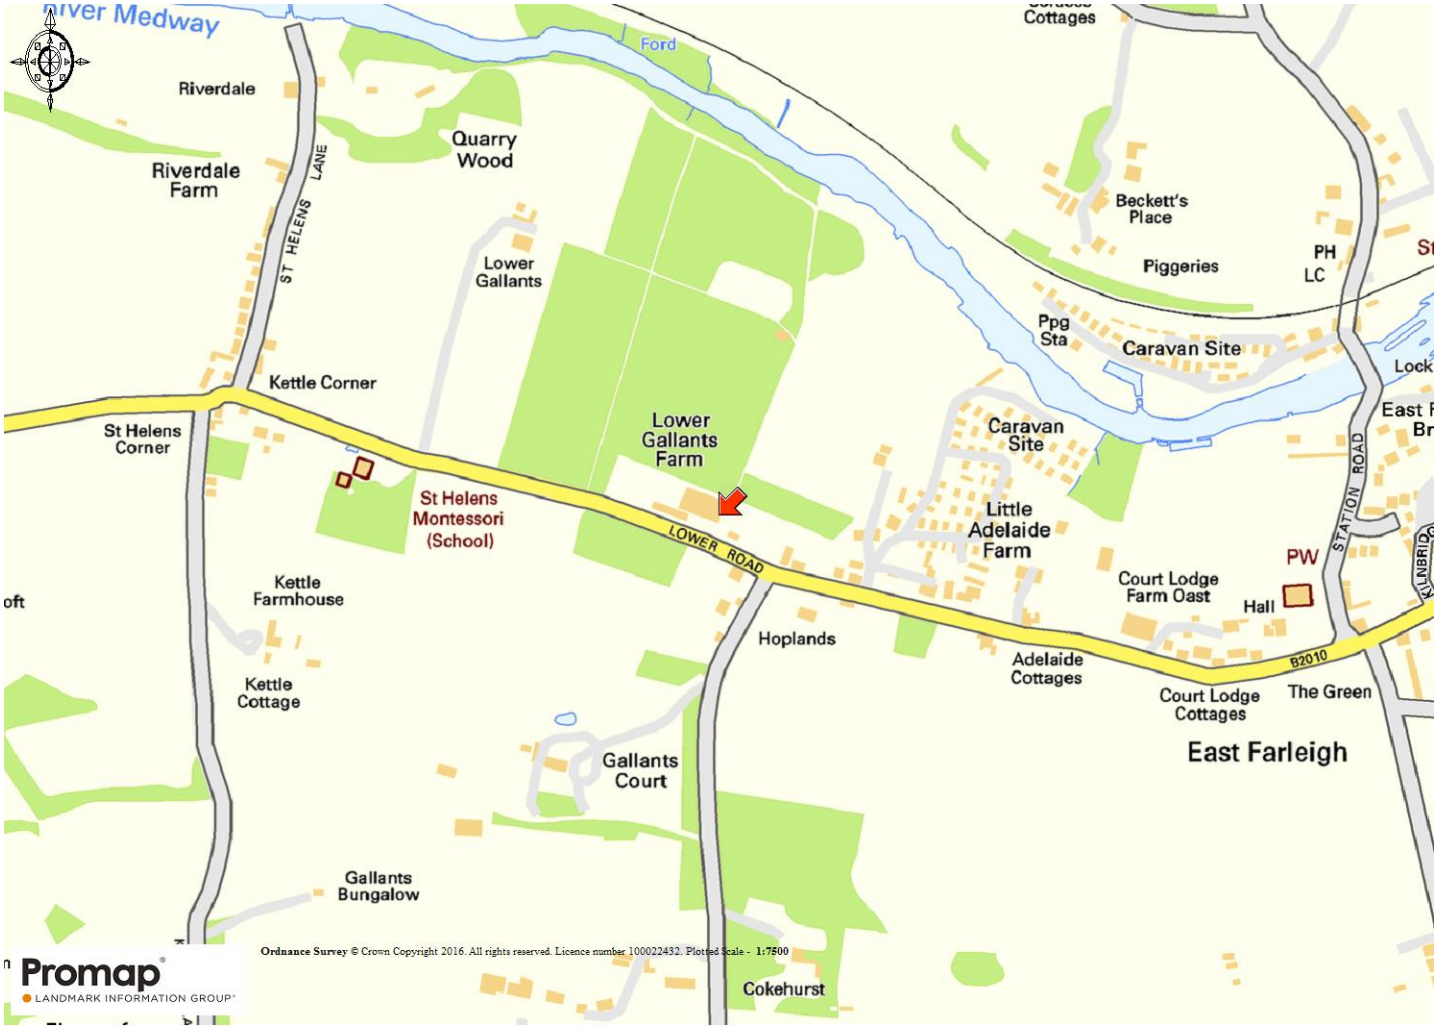 River Medway
Cottages
Ford
Riverdale
Quarry
Wood
ST HELENS LANE
Riverdale
Farm
Beckett's
Place
PH
LC
Piggeries
Lower
Gallants
Ppg
Sta
Caravan Site
Lock
Kettle Corner
St Helens
Corner
Lower
Gallants
Farm
Caravan
Site
East F
Br
STATION ROAD
St Helens
Montessori
(School)
Little
Adelaide
Farm
LOWER ROAD
PW
Kettle
Farmhouse
Court Lodge
Farm Oast
Hall
KILNBRID
oft
Hoplands
Adelaide
Cottages
B2010
Kettle
Cottage
Court Lodge
Cottages
The Green
East Farleigh
Gallants
Court
Gallants
Bungalow
Ordnance Survey © Crown Copyright 2016. All rights reserved. Licence number 100022432. Plotted Scale - 1:7500
Promap®
LANDMARK INFORMATION GROUP®
Cokehurst